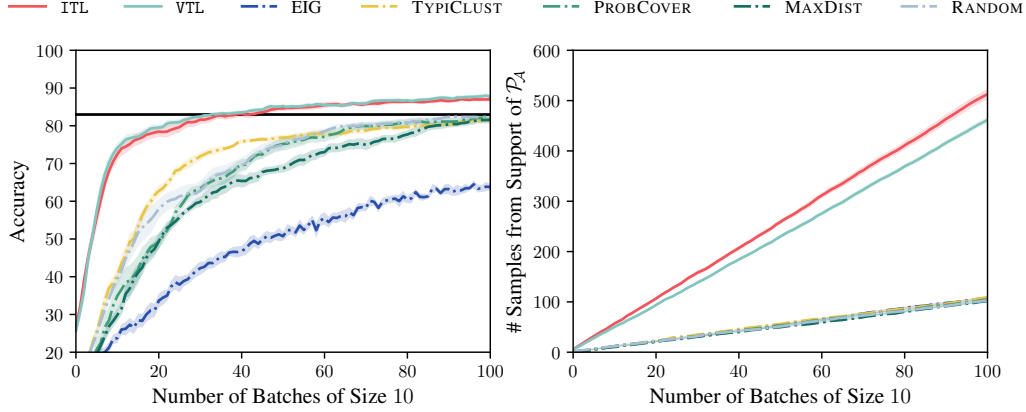 ITL VTL EIG TYPICLUST PROBCOVER MAXDIST RANDOM
Accuracy
100
90
80
70
60
50
40
30
20
0 20 40 60 80 100
Number of Batches of Size 10
# Samples from Support of 𝒫_𝒜
600
500
400
300
200
100
0
0 20 40 60 80 100
Number of Batches of Size 10